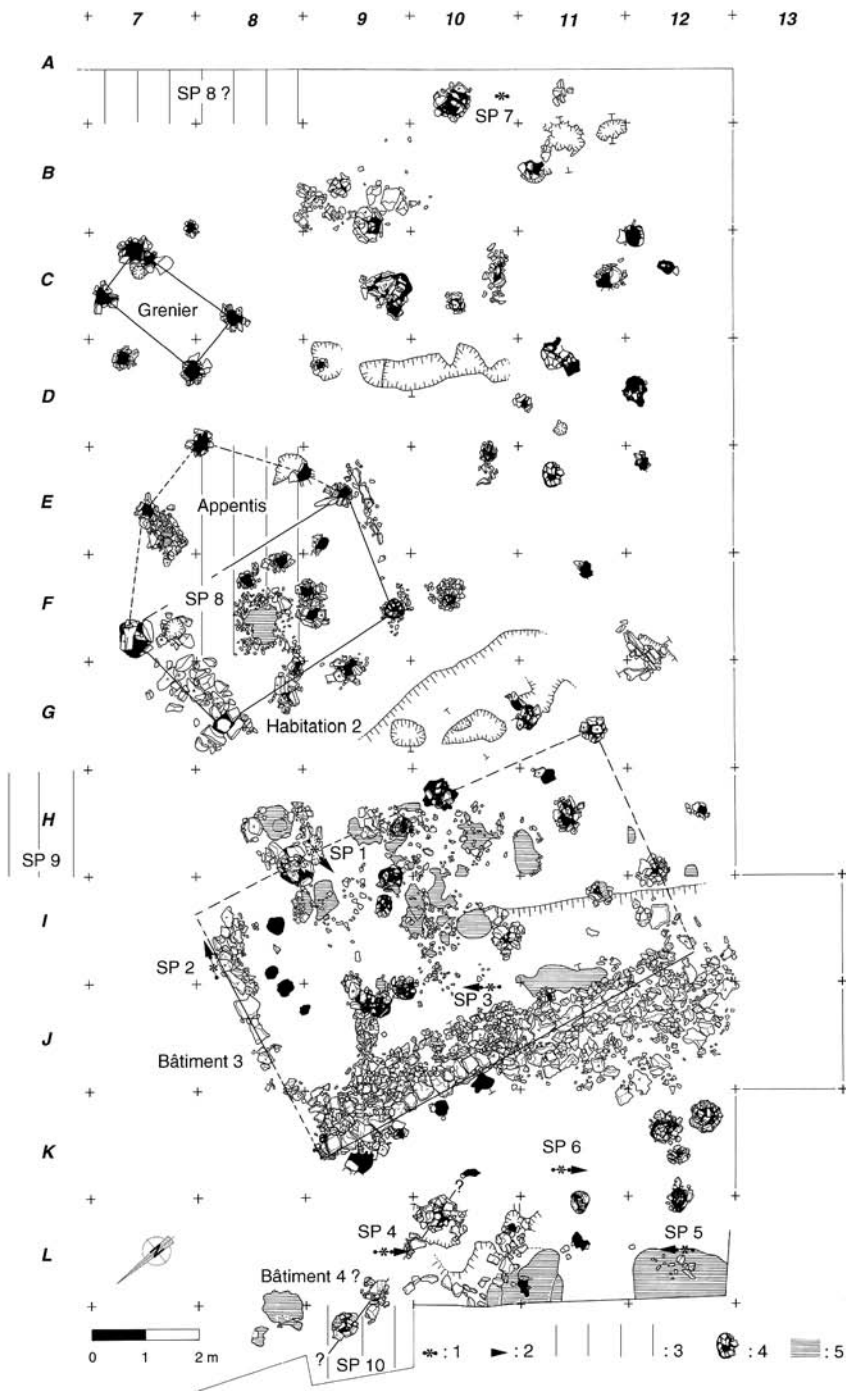 7 8 9 10 11 12 13
A
SP 8 ?
SP 7
B
C
Grenier
D
E
Appentis
F
SP 8
G
Habitation 2
H
SP 9
SP 1
I
SP 2
SP 3
J
Bâtiment 3
K
SP 6
?
L
SP 4
SP 5
N
Bâtiment 4 ?
0 1 2 m
?
SP 10
: 1 : 2 : 3 : 4 : 5